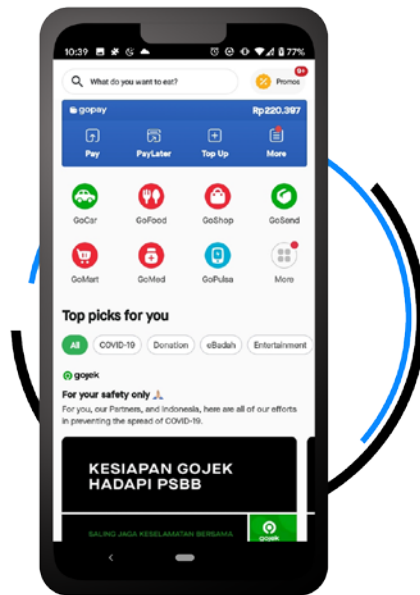 10:39
77%
What do you want to eat?
Promos
9+
gopay
Rp220.397
Pay
PayLater
Top Up
More
GoCar
GoFood
GoShop
GoSend
GoMart
GoMed
GoPulsa
More
Top picks for you
All
COVID-19
Donation
eBadah
Entertainment
gojek
For your safety only 🙏
For you, our Partners, and Indonesia, here are all of our efforts
in preventing the spread of COVID-19.
KESIAPAN GOJEK
HADAPI PSBB
SALING JAGA KESELAMATAN BERSAMA
gojek